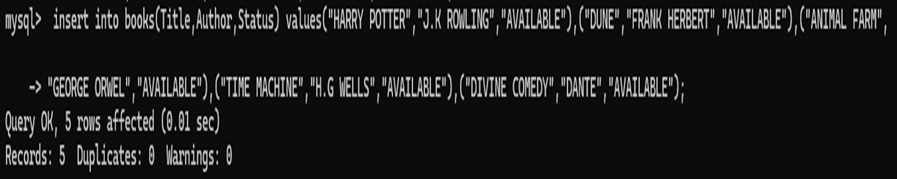 mysql> insert into books(Title,Author,Status) values("HARRY POTTER","J.K ROWLING","AVAILABLE"),("DUNE","FRANK HERBERT","AVAILABLE"),("ANIMAL FARM",
-> "GEORGE ORWEL","AVAILABLE"),("TIME MACHINE","H.G WELLS","AVAILABLE"),("DIVINE COMEDY","DANTE","AVAILABLE");
Query OK, 5 rows affected (0.01 sec)
Records: 5  Duplicates: 0  Warnings: 0